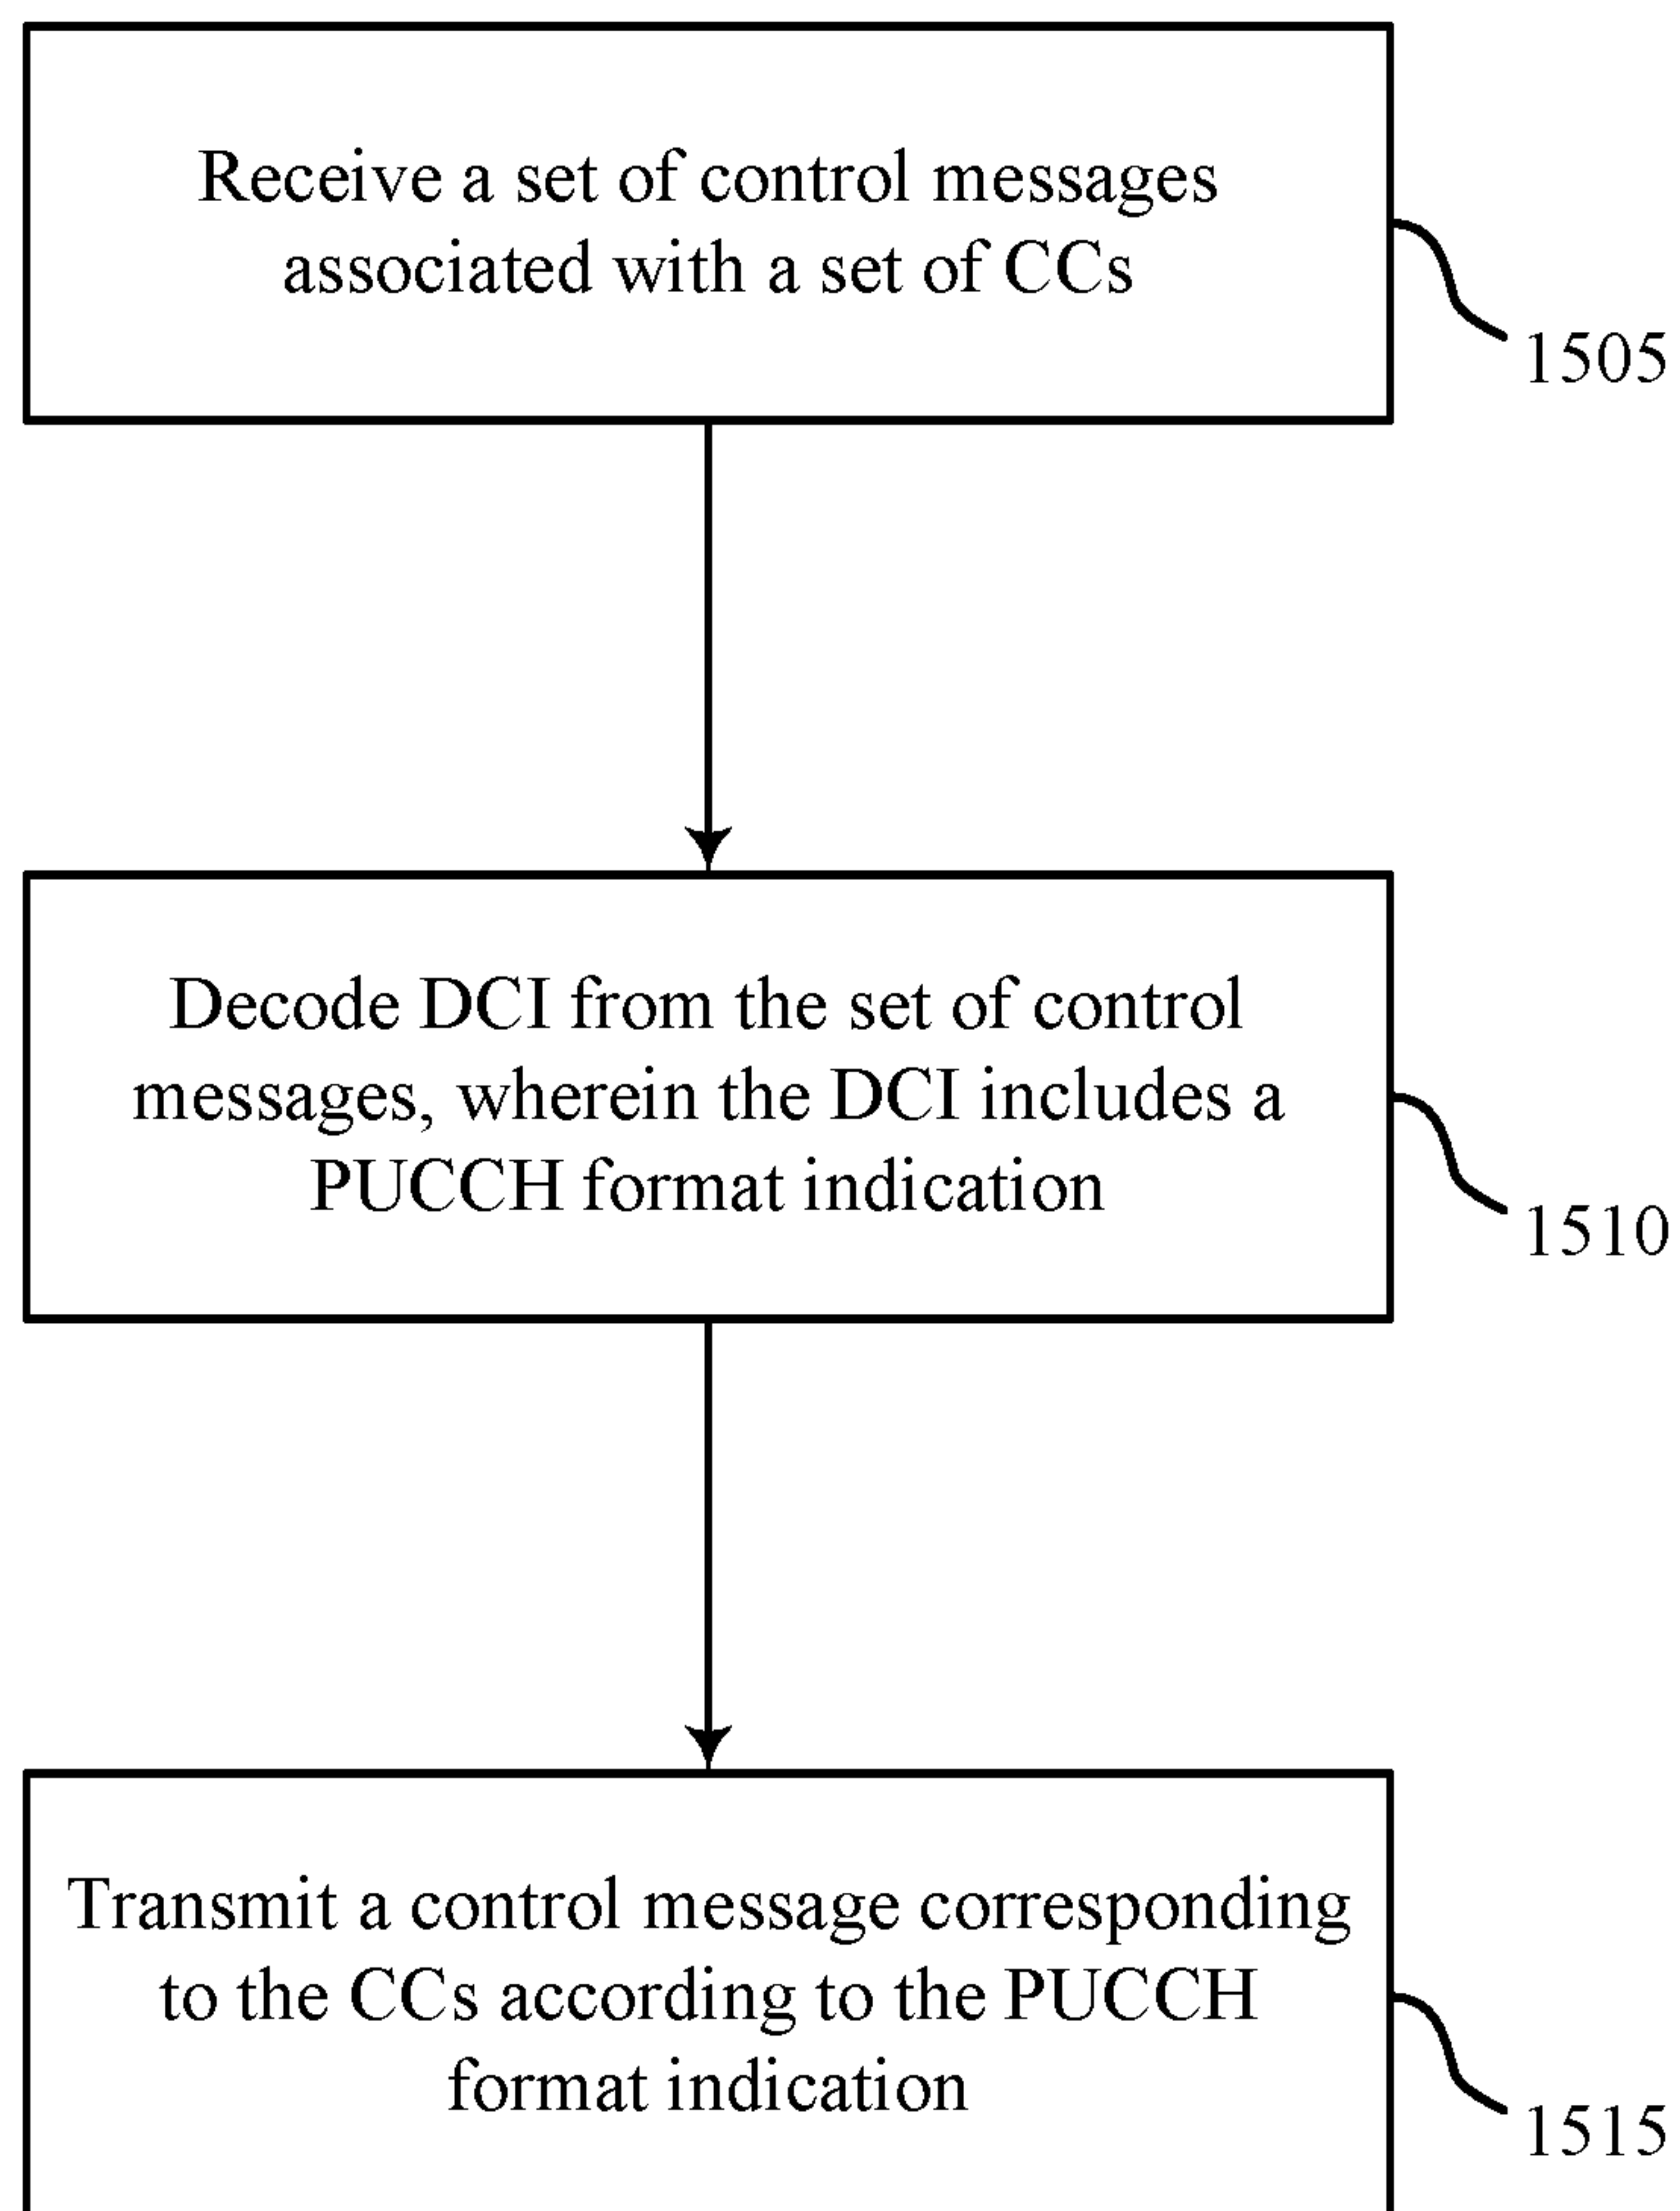 Receive a set of control messages
associated with a set of CCs
1505
Decode DCI from the set of control
messages, wherein the DCI includes a
PUCCH format indication
1510
Transmit a control message corresponding
to the CCs according to the PUCCH
format indication
1515